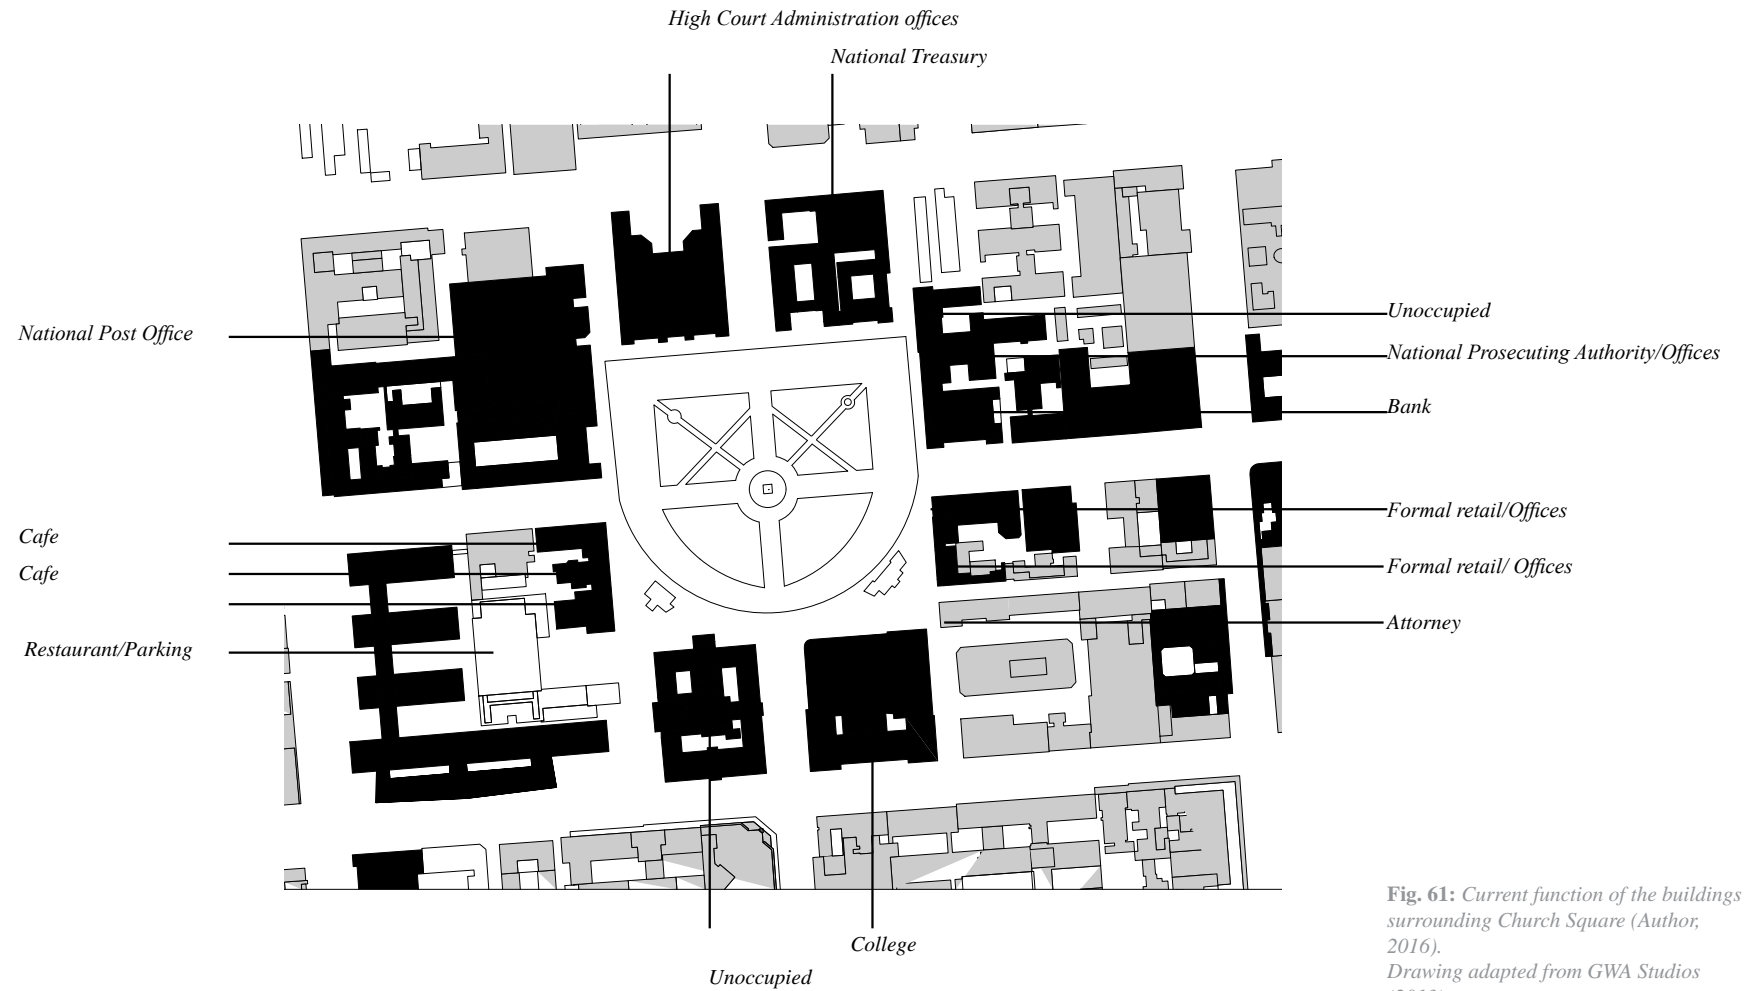 High Court Administration offices
National Treasury
National Post Office
Unoccupied
National Prosecuting Authority/Offices
Bank
Cafe
Cafe
Restaurant/Parking
Formal retail/Offices
Formal retail/ Offices
Attorney
College
Unoccupied
Fig. 61: Current function of the buildings
surrounding Church Square (Author,
2016).
Drawing adapted from GWA Studios